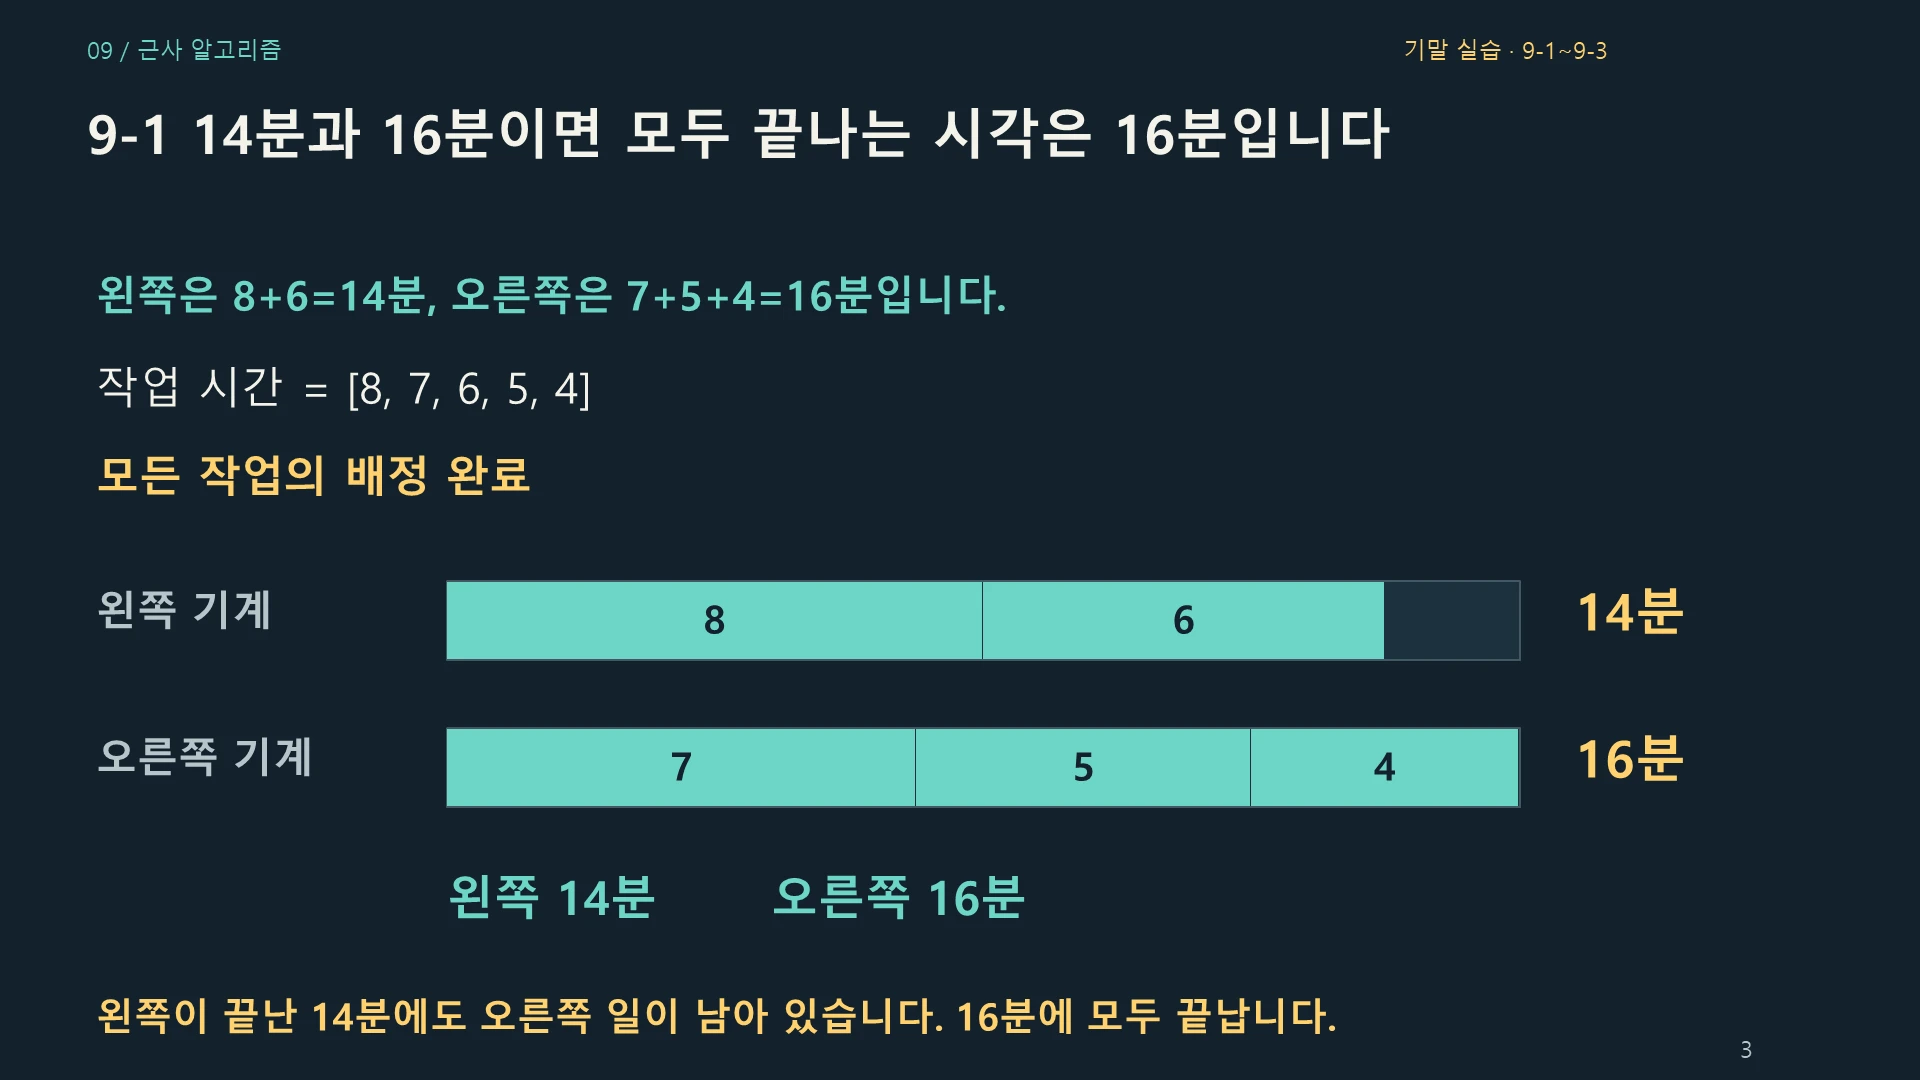 09 / 근사 알고리즘
기말 실습 · 9-1~9-3
9-1 14분과 16분이면 모두 끝나는 시각은 16분입니다
왼쪽은 8+6=14분, 오른쪽은 7+5+4=16분입니다.
작업 시간 = [8, 7, 6, 5, 4]
모든 작업의 배정 완료
왼쪽 기계 8 6 14분
오른쪽 기계 7 5 4 16분
왼쪽 14분 오른쪽 16분
왼쪽이 끝난 14분에도 오른쪽 일이 남아 있습니다. 16분에 모두 끝납니다.
3